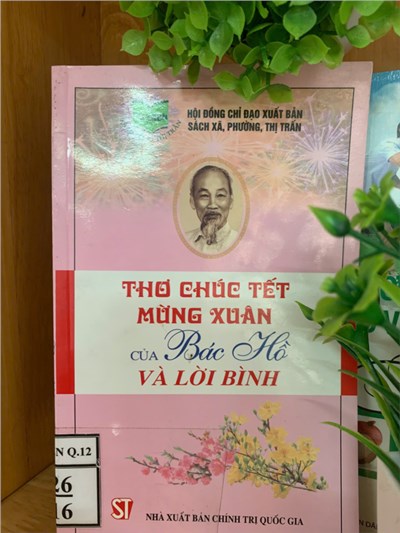 HỘI ĐỒNG CHỈ ĐẠO XUẤT BẢN
SÁCH XÃ, PHƯỜNG, THỊ TRẤN
THƠ CHÚC TẾT
MỪNG XUÂN
CỦA Bác Hồ
VÀ LỜI BÌNH
N Q.12
26
16
ST
NHÀ XUẤT BẢN CHÍNH TRỊ QUỐC GIA